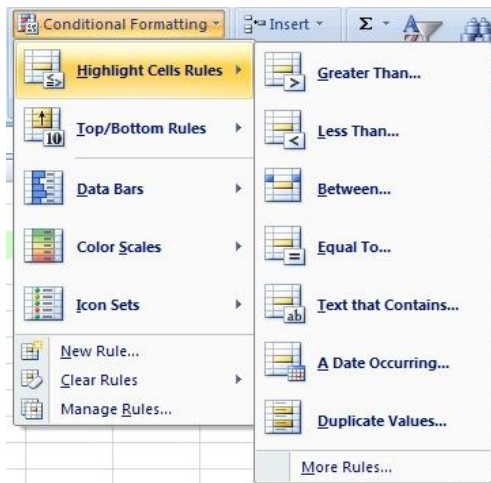 Conditional Formatting Insert Σ
Highlight Cells Rules
Top/Bottom Rules
Data Bars
Color Scales
Icon Sets
New Rule...
Clear Rules
Manage Rules...
Greater Than...
Less Than...
Between...
Equal To...
Text that Contains...
A Date Occurring...
Duplicate Values...
More Rules...